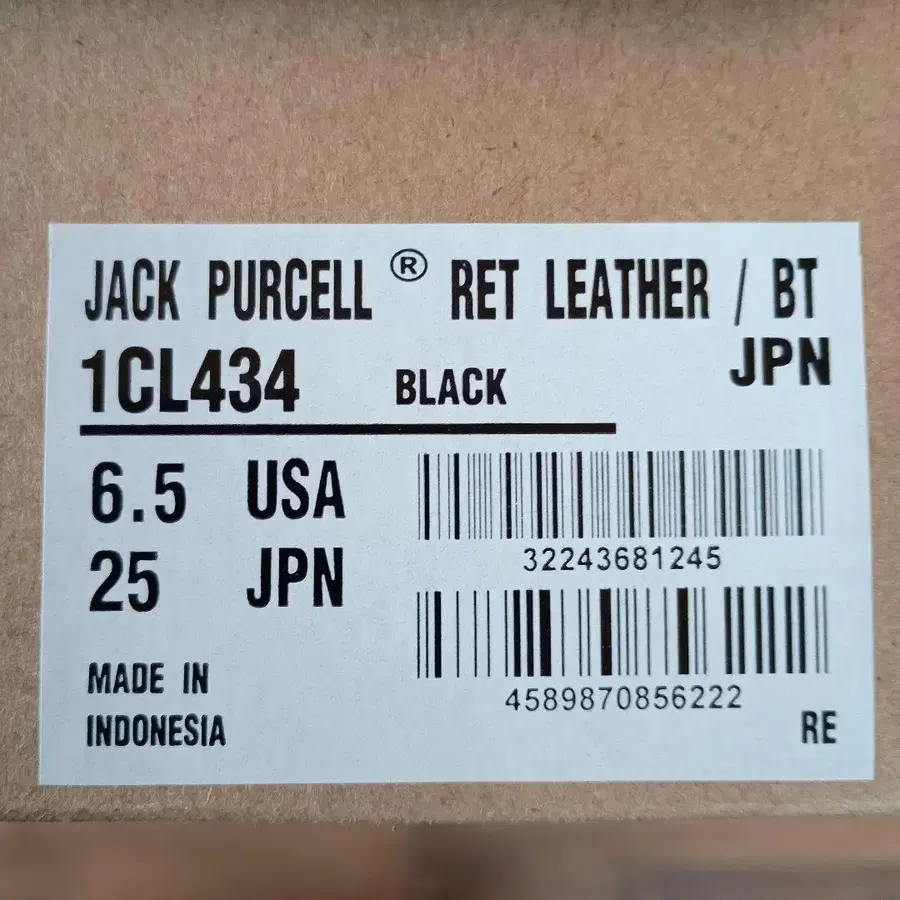 JACK PURCELL ® RET LEATHER / BT
1CL434 BLACK JPN
6.5 USA
25 JPN
32243681245
4589870856222
MADE IN
INDONESIA
RE